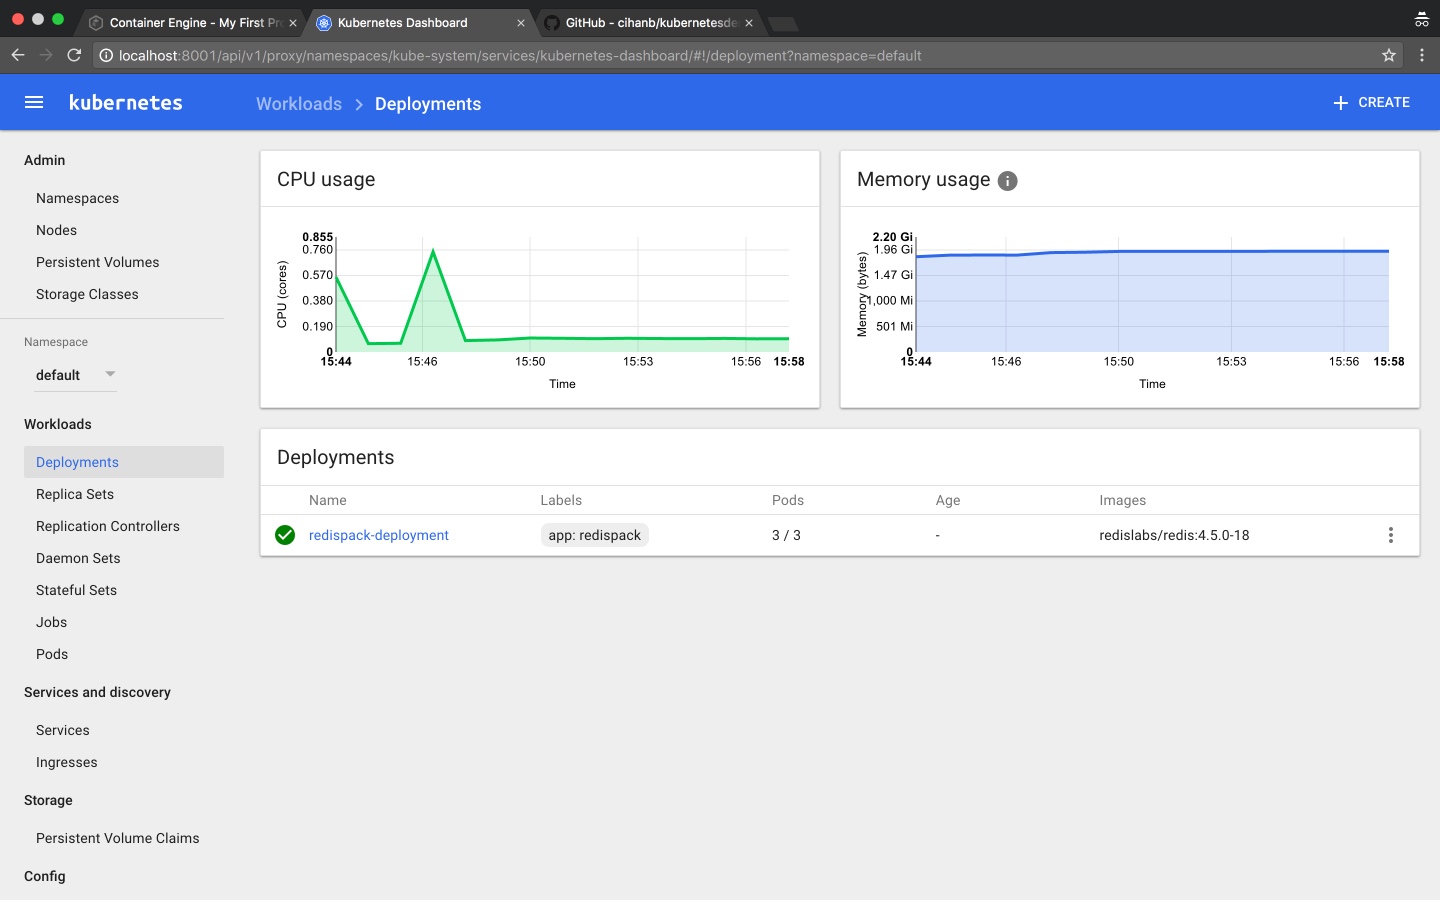 Container Engine - My First Pro
Kubernetes Dashboard
GitHub - cihanb/kubernetesde
localhost:8001/api/v1/proxy/namespaces/kube-system/services/kubernetes-dashboard/#!/deployment?namespace=default
kubernetes
Workloads > Deployments
+ CREATE
Admin
Namespaces
Nodes
Persistent Volumes
Storage Classes
Namespace
default
Workloads
Deployments
Replica Sets
Replication Controllers
Daemon Sets
Stateful Sets
Jobs
Pods
Services and discovery
Services
Ingresses
Storage
Persistent Volume Claims
Config
CPU usage
CPU (cores)
0.855
0.760
0.570
0.380
0.190
0
15:44 15:46 15:50 15:53 15:56 15:58
Time
Memory usage i
Memory (bytes)
2.20 Gi
1.96 Gi
1.47 Gi
1,000 Mi
501 Mi
0
15:44 15:46 15:50 15:53 15:56 15:58
Time
Deployments
Name Labels Pods Age Images
redispack-deployment app: redispack 3 / 3 - redislabs/redis:4.5.0-18